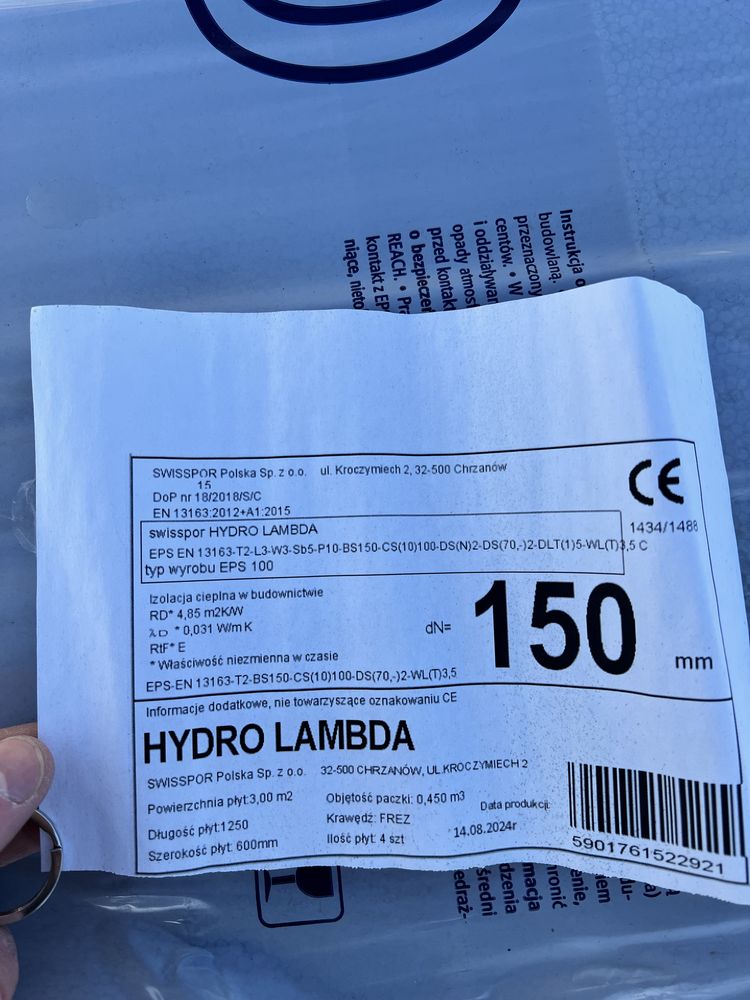 Instrukcja
budowlaną.
przeznaczony
centów. • W
i oddziaływan
opady atmos
przed kontak
o bezpieczeń
REACH. • Pr
kontakt z EP
niące, nieto
SWISSPOR Polska Sp. z o.o. ul. Kroczymiech 2, 32-500 Chrzanów
15
DoP nr 18/2018/S/C
EN 13163:2012+A1:2015
CE
1434/1488
swisspor HYDRO LAMBDA
EPS EN 13163-T2-L3-W3-Sb5-P10-BS150-CS(10)100-DS(N)2-DS(70,-)2-DLT(1)5-WL(T)3,5 C
typ wyrobu EPS 100
Izolacja cieplna w budownictwie
RD* 4,85 m2K/W
λD * 0,031 W/m K
RtF* E
* Właściwość niezmienna w czasie
dN= 150 mm
EPS-EN 13163-T2-BS150-CS(10)100-DS(70,-)2-WL(T)3,5
Informacje dodatkowe, nie towarzyszące oznakowaniu CE
HYDRO LAMBDA
SWISSPOR Polska Sp. z o.o. 32-500 CHRZANÓW, UL.KROCZYMIECH 2
Powierzchnia płyt:3,00 m2 Objętość paczki: 0,450 m3 Data produkcji:
Długość płyt:1250 Krawędź: FREZ
Szerokość płyt: 600mm Ilość płyt: 4 szt 14.08.2024r
5901761522921